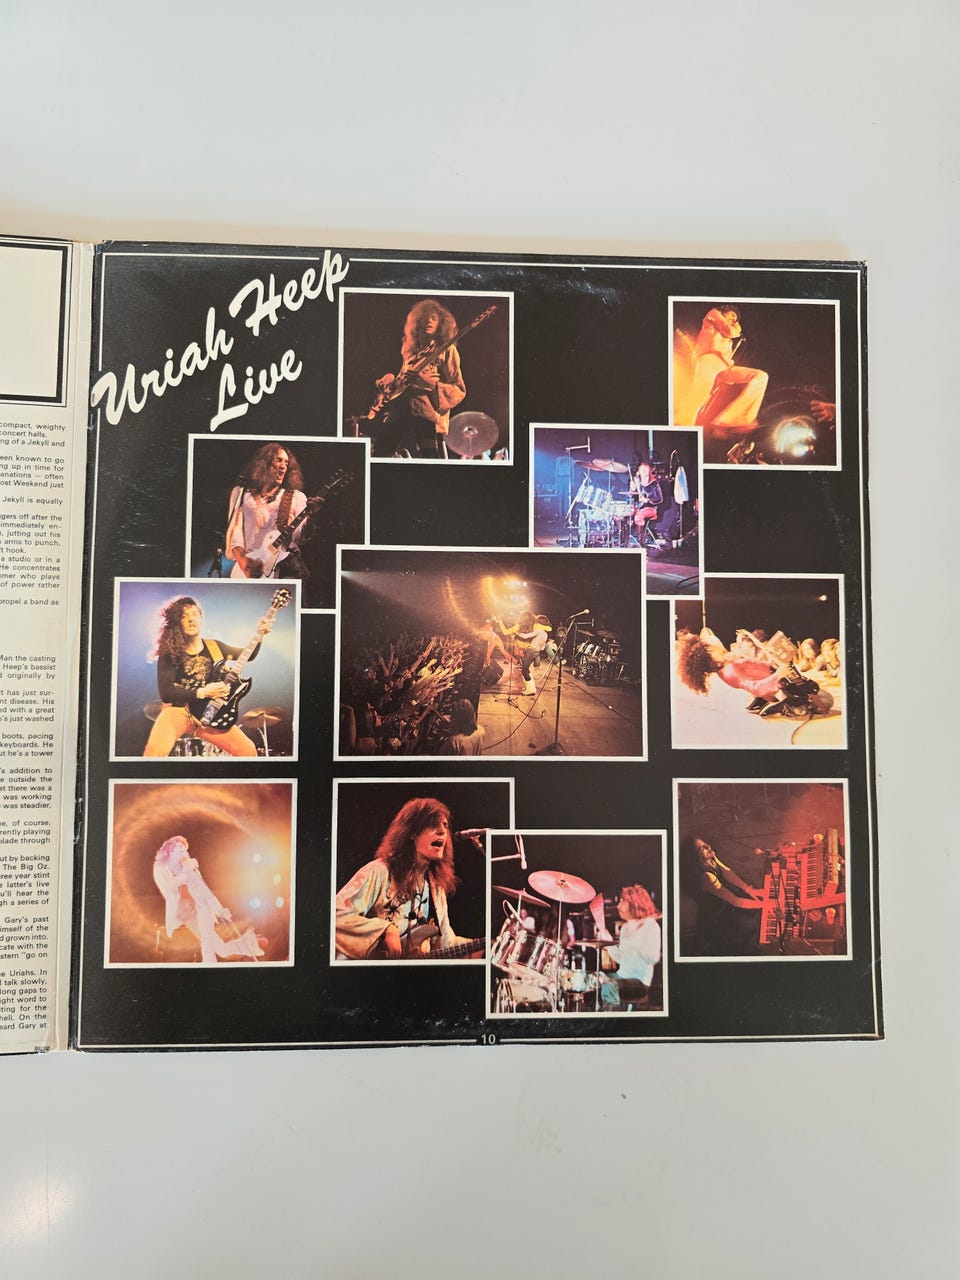 compact, weighty
concert halls.
ng of a Jekyll and
een known to go
ng up in time for
anations — often
ost Weekend just
Jekyll is equally
gers off after the
immediately en-
, jutting out his
s arms to punch.
't hook.
a studio or in a
He concentrates
mer who plays
of power rather
propel a band as
Man the casting
Heep's bassist
d originally by
it has just sur-
nt disease. His
ed with a great
o's just washed
boots, pacing
keyboards. He
ut he's a tower
's addition to
e outside the
at there was a
was working
was steadier,
e, of course,
rently playing
blade through
ut by backing
The Big Oz.
ree year stint
e latter's live
u'll hear the
gh a series of
Gary's past
imself of the
d grown into.
cate with the
stern "go on
e Uriahs. In
l talk slowly,
long gaps to
ight word to
ting for the
hell. On the
eard Gary at
Uriah Heep
Live
10